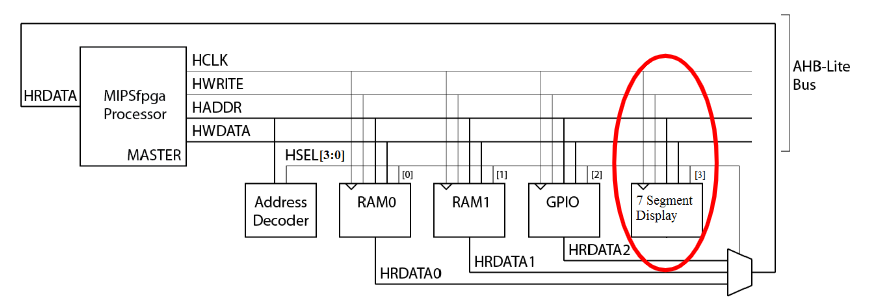 HCLK
HWRITE
HADDR
HWDATA
HRDATA
MIPSfpga
Processor
MASTER
AHB-Lite
Bus
HSEL[3:0]
[0]
[1]
[2]
[3]
Address
Decoder
RAM0
RAM1
GPIO
7 Segment
Display
HRDATA2
HRDATA1
HRDATA0